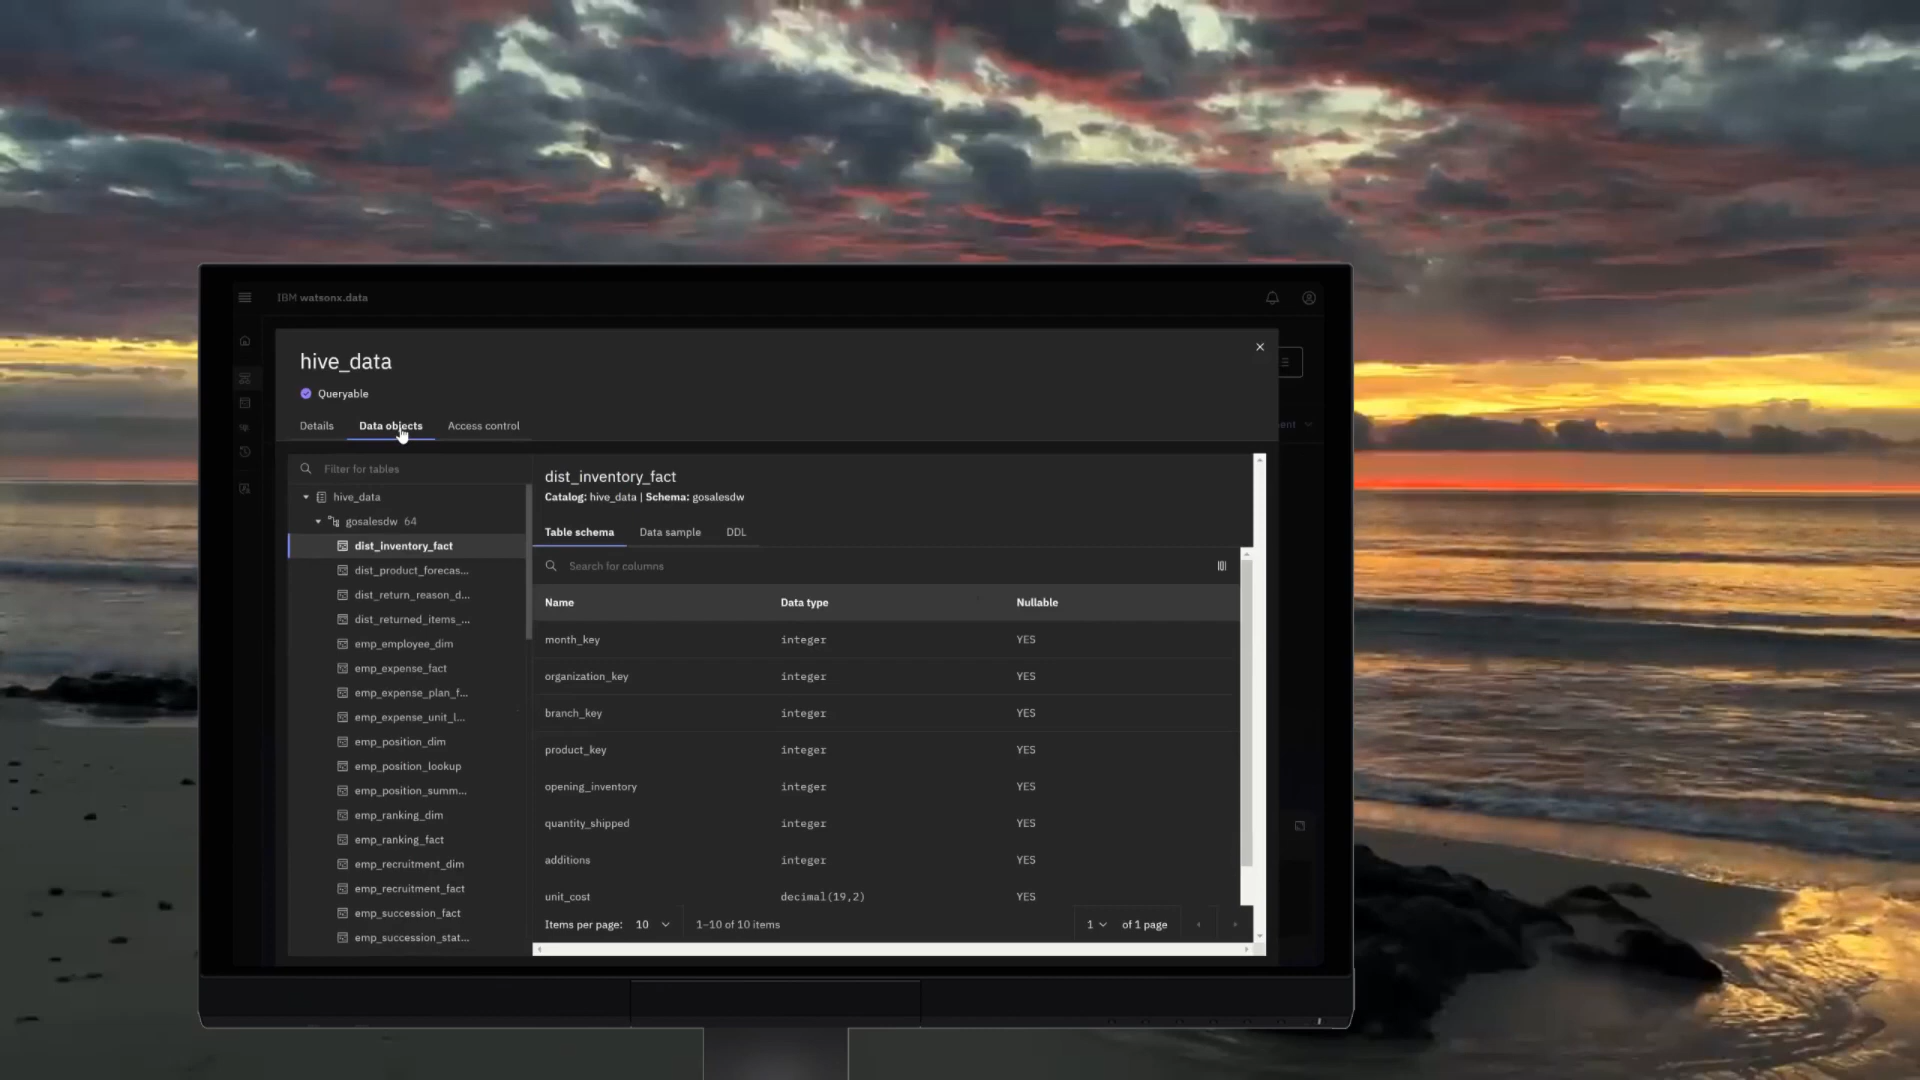 IBM watsonx.data
hive_data
Queryable
Details Data objects Access control
Filter for tables
hive_data
gosalesdw 64
dist_inventory_fact
dist_product_forecas...
dist_return_reason_d...
dist_returned_items_...
emp_employee_dim
emp_expense_fact
emp_expense_plan_f...
emp_expense_unit_l...
emp_position_dim
emp_position_lookup
emp_position_summ...
emp_ranking_dim
emp_ranking_fact
emp_recruitment_dim
emp_recruitment_fact
emp_succession_fact
emp_succession_stat...
dist_inventory_fact
Catalog: hive_data | Schema: gosalesdw
Table schema Data sample DDL
Search for columns
Name Data type Nullable
month_key integer YES
organization_key integer YES
branch_key integer YES
product_key integer YES
opening_inventory integer YES
quantity_shipped integer YES
additions integer YES
unit_cost decimal(19,2) YES
Items per page: 10 1–10 of 10 items 1 of 1 page